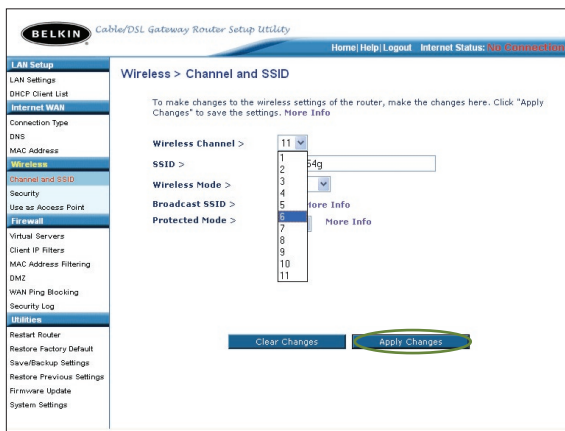 BELKIN Cable/DSL Gateway Router Setup Utility
Home| Help| Logout Internet Status: No Connection
LAN Setup
LAN Settings
DHCP Client List
Internet WAN
Connection Type
DNS
MAC Address
Wireless
Channel and SSID
Security
Use as Access Point
Firewall
Virtual Servers
Client IP Filters
MAC Address Filtering
DMZ
WAN Ping Blocking
Security Log
Utilities
Restart Router
Restore Factory Default
Save/Backup Settings
Restore Previous Settings
Firmware Update
System Settings
Wireless > Channel and SSID
To make changes to the wireless settings of the router, make the changes here. Click "Apply
Changes" to save the settings. More Info
Wireless Channel > 11
SSID > 54g
Wireless Mode >
Broadcast SSID > More Info
Protected Mode > More Info
1
2
3
4
5
6
7
8
9
10
11
Clear Changes Apply Changes